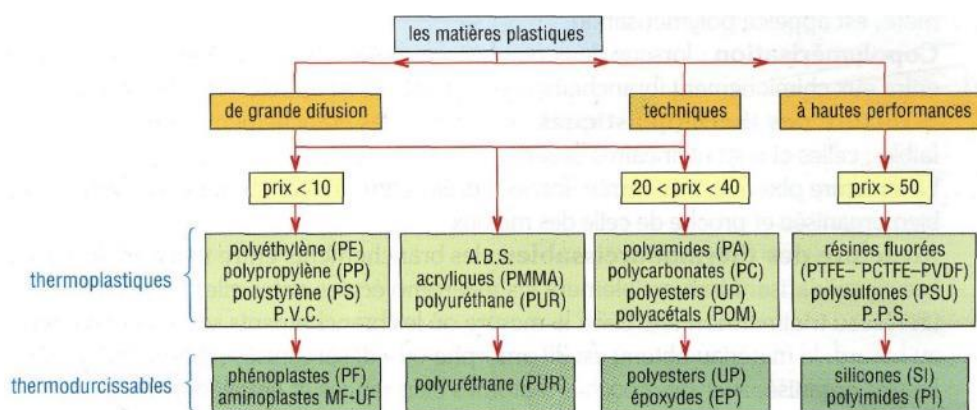 les matières plastiques
de grande difusion
techniques
à hautes performances
prix < 10
20 < prix < 40
prix > 50
thermoplastiques
polyéthylène (PE)
polypropylène (PP)
polystyrène (PS)
P.V.C.
A.B.S.
acryliques (PMMA)
polyuréthane (PUR)
polyamides (PA)
polycarbonates (PC)
polyesters (UP)
polyacétals (POM)
résines fluorées
(PTFE–PCTFE–PVDF)
polysulfones (PSU)
P.P.S.
thermodurcissables
phénoplastes (PF)
aminoplastes MF-UF
polyuréthane (PUR)
polyesters (UP)
époxydes (EP)
silicones (SI)
polyimides (PI)